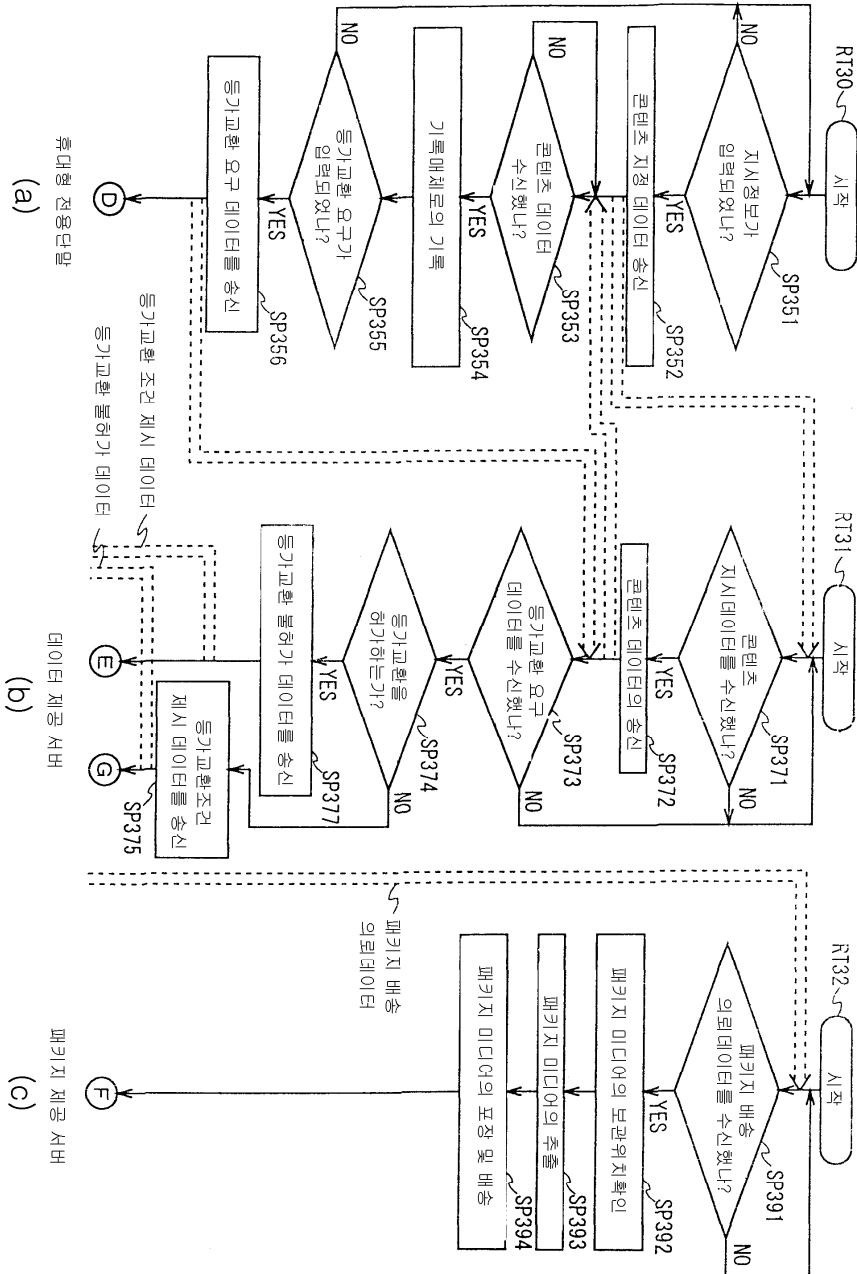 RT30
시작
지시정보가
입력되었나?
SP351
NO
YES
콘텐츠 지정 데이터 송신
SP352
콘텐츠 데이터
수신했나?
SP353
NO
YES
기록매체로의 기록
SP354
등가교환 요구가
입력되었나?
SP355
NO
YES
등가교환 요구 데이터를 송신
SP356
D
휴대형 전용단말
(a)
RT31
시작
콘텐츠
지시데이터를 수신했나?
SP371
NO
YES
콘텐츠 데이터의 송신
SP372
등가교환 요구
데이터를 수신했나?
SP373
NO
YES
등가교환을
허가하는가?
SP374
NO
YES
등가교환 불허가 데이터를 송신
SP377
등가교환조건
제시 데이터를 송신
SP375
등가교환 조건 제시 데이터
등가교환 불허가 데이터
E
G
데이터 제공 서버
(b)
RT32
시작
패키지 배송
의뢰데이터를 수신했나?
SP391
NO
YES
패키지 미디어의 보관위치확인
SP392
패키지 미디어의 추출
SP393
패키지 미디어의 포장 및 배송
SP394
패키지 배송
의뢰데이터
F
패키지 제공 서버
(c)